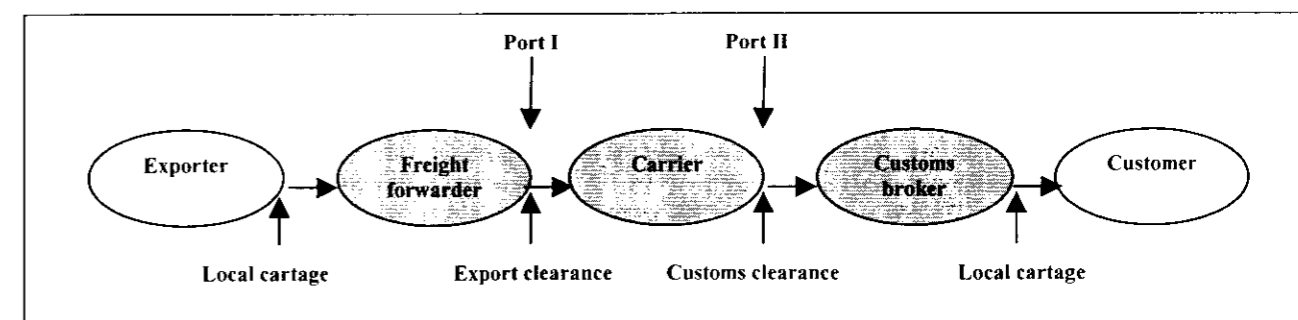 Port I
Port II
Exporter
Freight
forwarder
Carrier
Customs
broker
Customer
Local cartage
Export clearance
Customs clearance
Local cartage